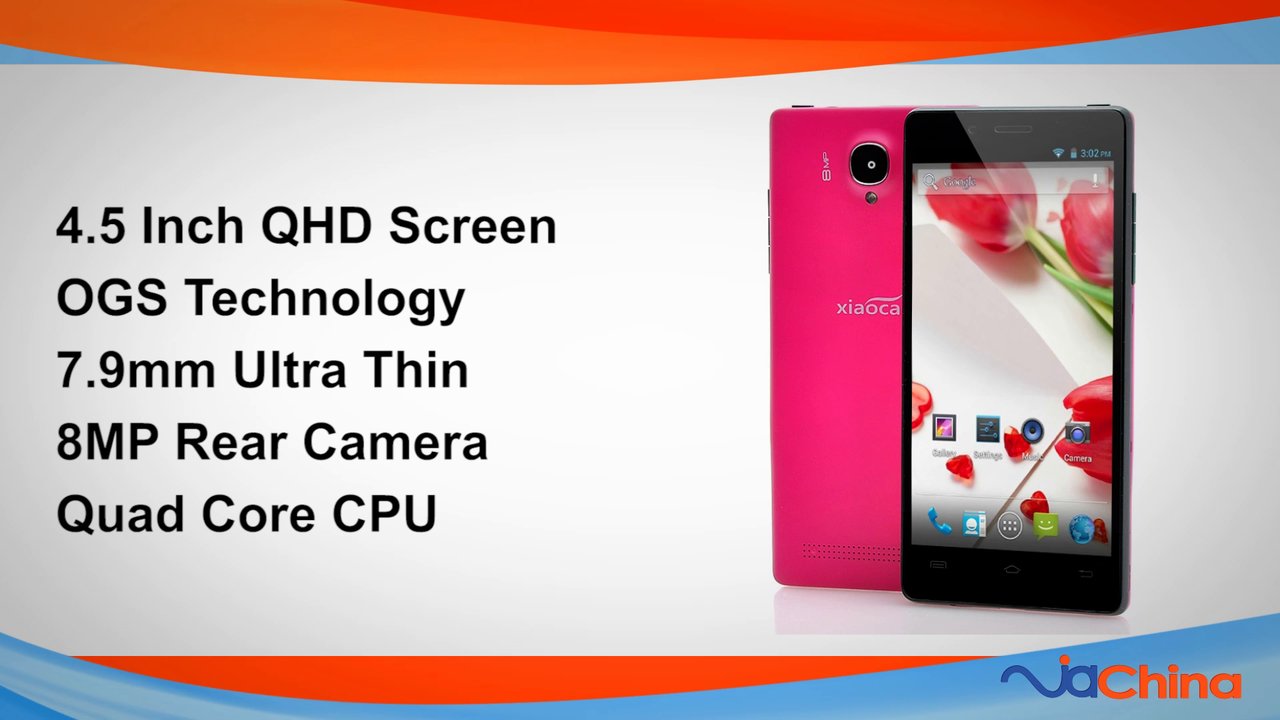 4.5 Inch QHD Screen
OGS Technology
7.9mm Ultra Thin
8MP Rear Camera
Quad Core CPU
8MP
xiaoca
3:02 PM
Google
Gallery Settings Music Camera
ViaChina